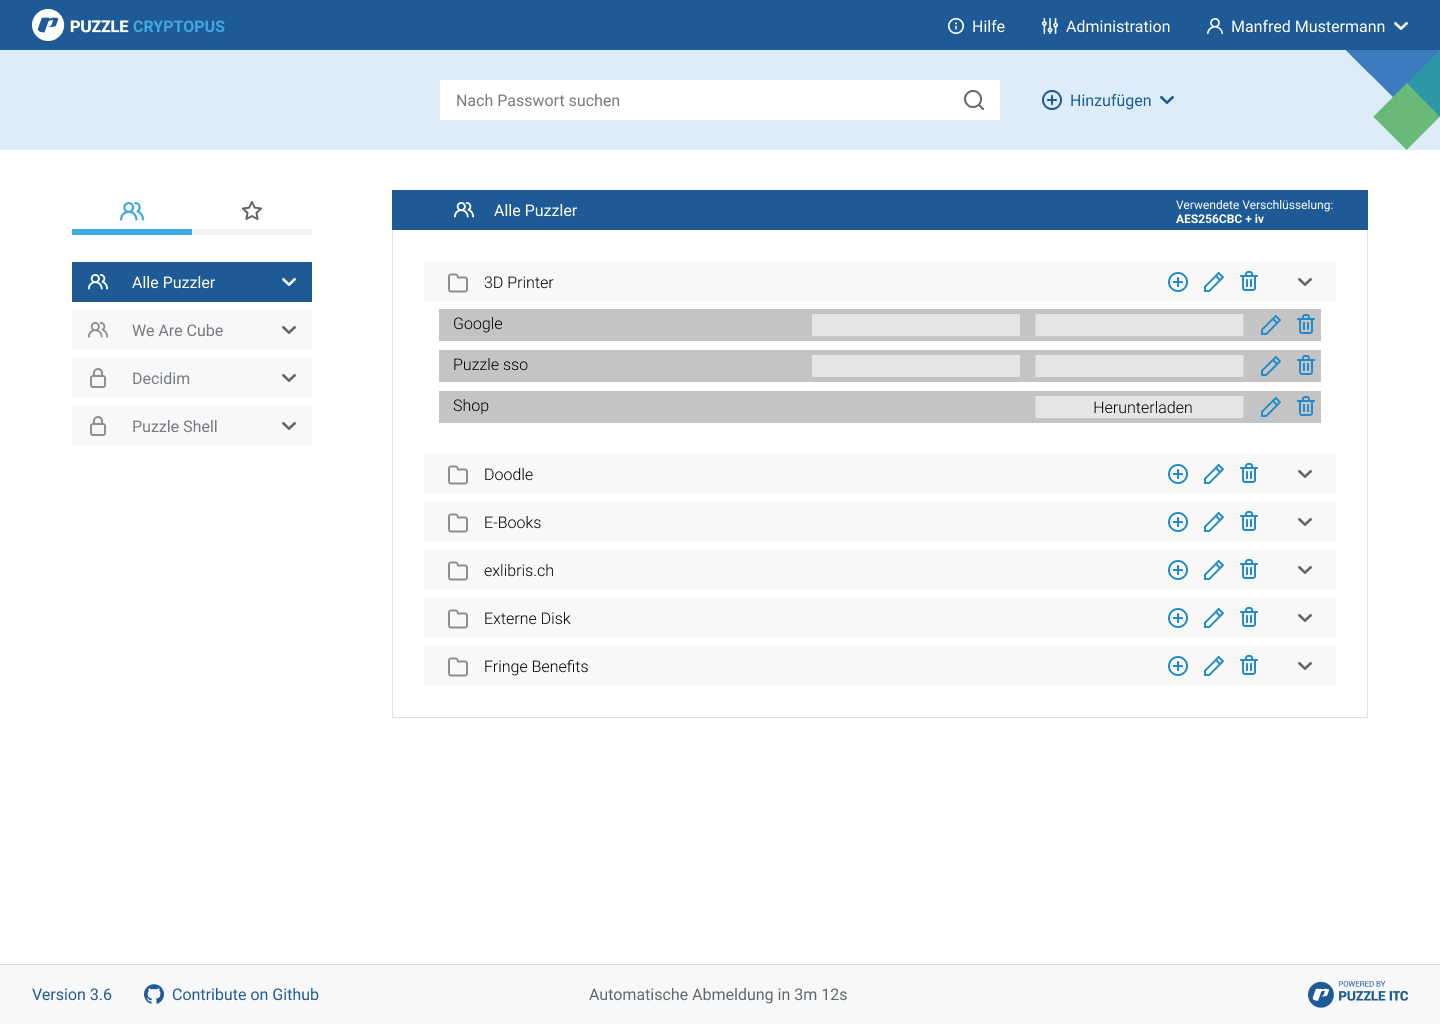 PUZZLE CRYPTOPUS
Hilfe
Administration
Manfred Mustermann
Nach Passwort suchen
Hinzufügen
Alle Puzzler
We Are Cube
Decidim
Puzzle Shell
Alle Puzzler
Verwendete Verschlüsselung:
AES256CBC + iv
3D Printer
Google
Puzzle sso
Shop
Herunterladen
Doodle
E-Books
exlibris.ch
Externe Disk
Fringe Benefits
Version 3.6
Contribute on Github
Automatische Abmeldung in 3m 12s
POWERED BY
PUZZLE ITC